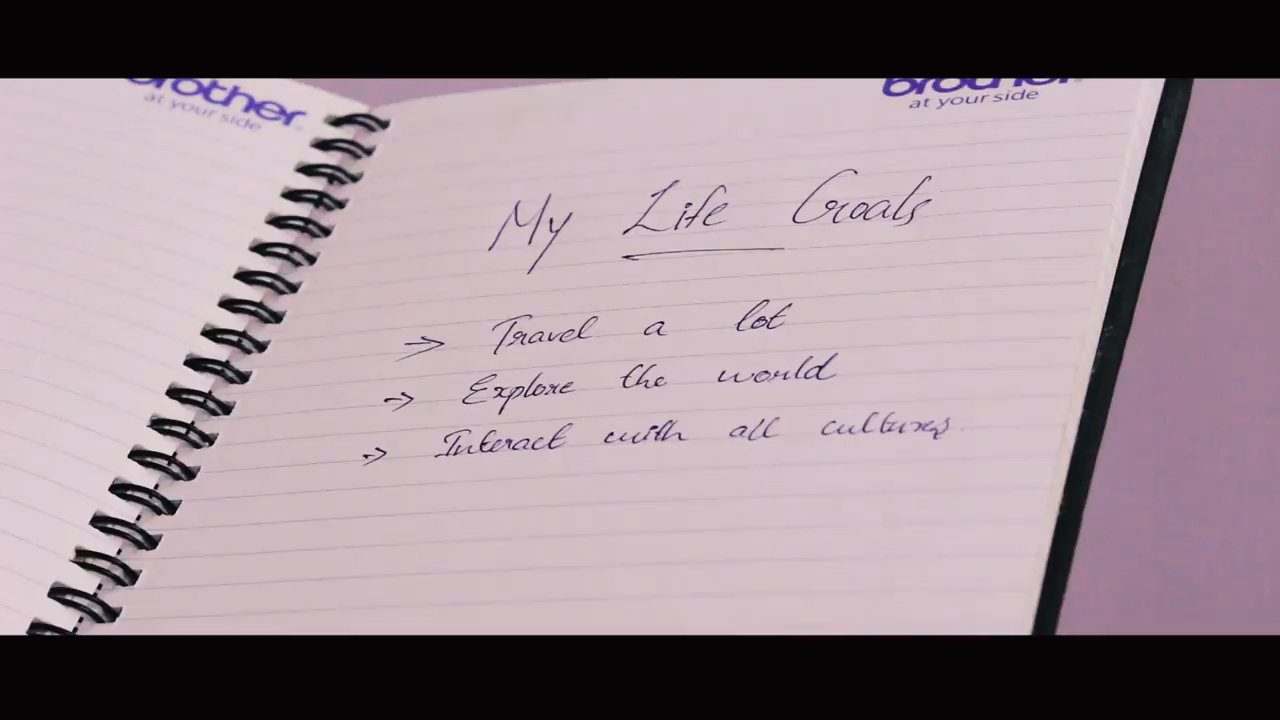 brother
at your side
brother
at your side
My Life Goals
→ Travel a lot
→ Explore the world
→ Interact with all cultures.